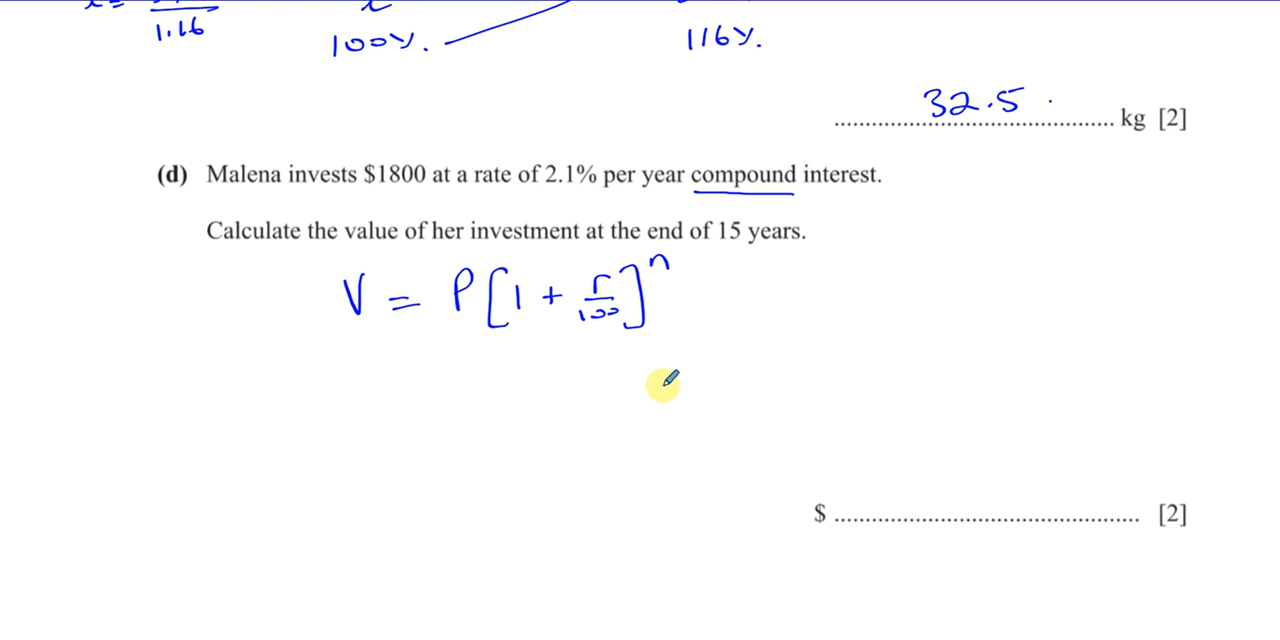 1.16
100%.
116%.
32.5 .
................................................ kg [2]
(d) Malena invests $1800 at a rate of 2.1% per year compound interest.
Calculate the value of her investment at the end of 15 years.
V = P[1 + r/100]^n
$ ................................................ [2]